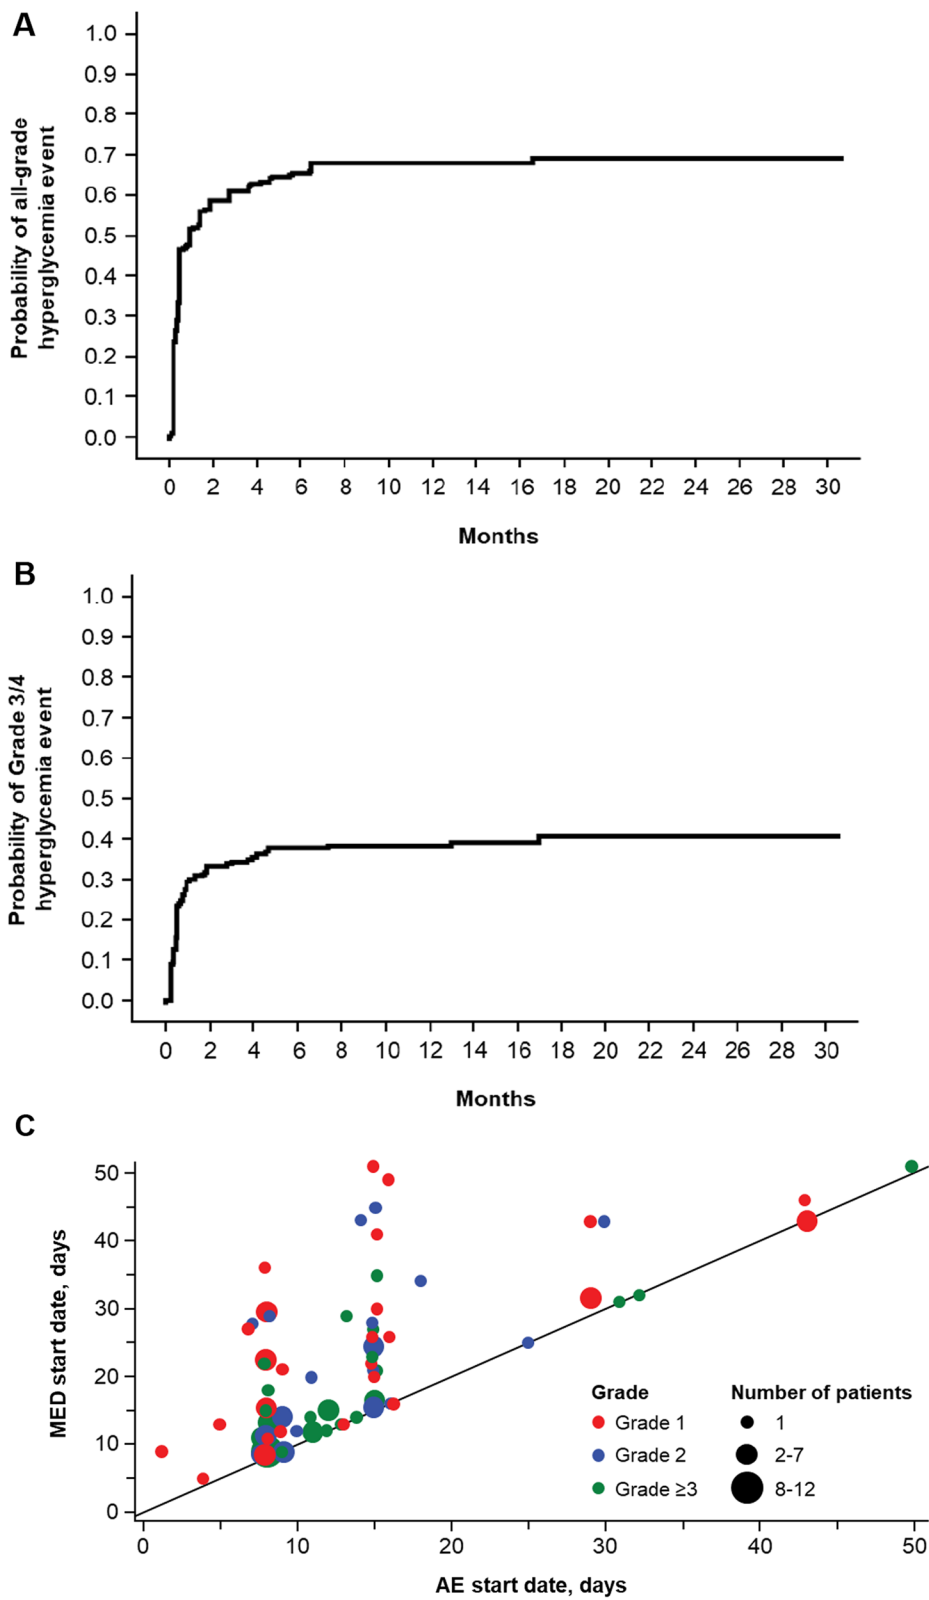 A
Probability of all-grade
hyperglycemia event
1.0
0.9
0.8
0.7
0.6
0.5
0.4
0.3
0.2
0.1
0.0
0 2 4 6 8 10 12 14 16 18 20 22 24 26 28 30
Months
B
Probability of Grade 3/4
hyperglycemia event
1.0
0.9
0.8
0.7
0.6
0.5
0.4
0.3
0.2
0.1
0.0
0 2 4 6 8 10 12 14 16 18 20 22 24 26 28 30
Months
C
MED start date, days
50
40
30
20
10
0
Grade
Grade 1
Grade 2
Grade ≥3
Number of patients
1
2-7
8-12
0 10 20 30 40 50
AE start date, days